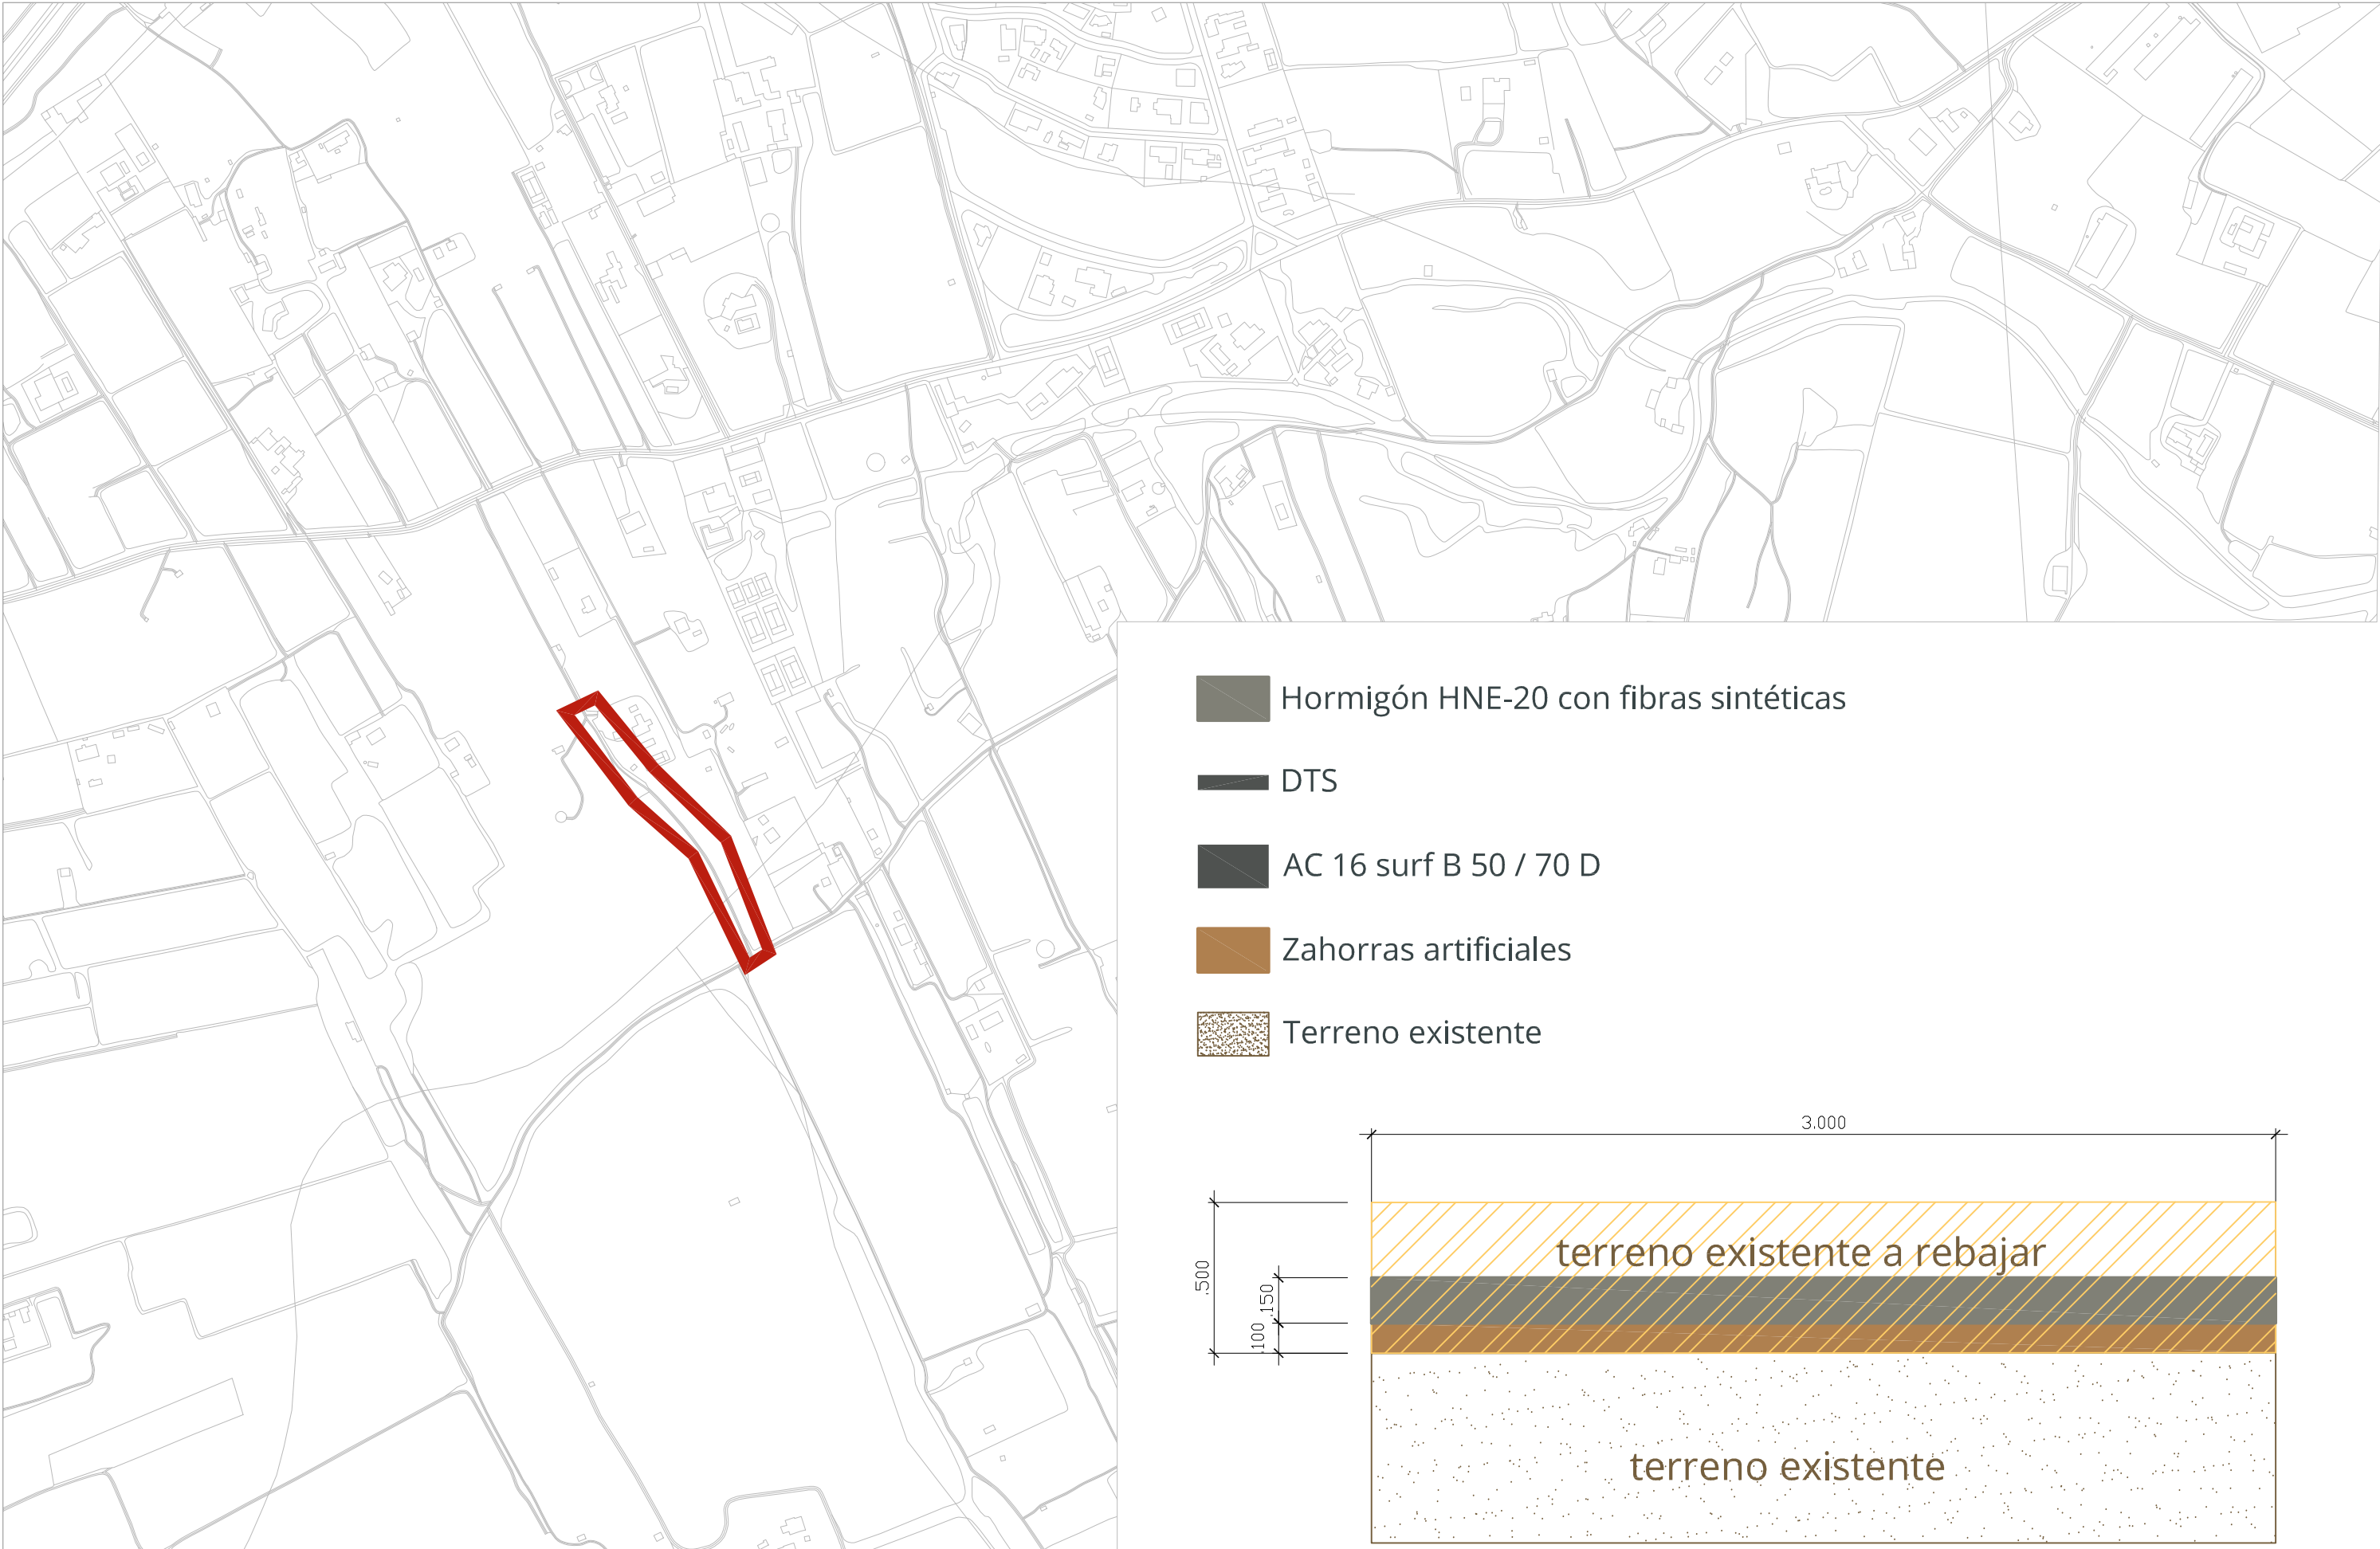 Hormigón HNE-20 con fibras sintéticas
DTS
AC 16 surf B 50 / 70 D
Zahorras artificiales
Terreno existente
3.000
terreno existente a rebajar
.500
.150
.100
terreno existente